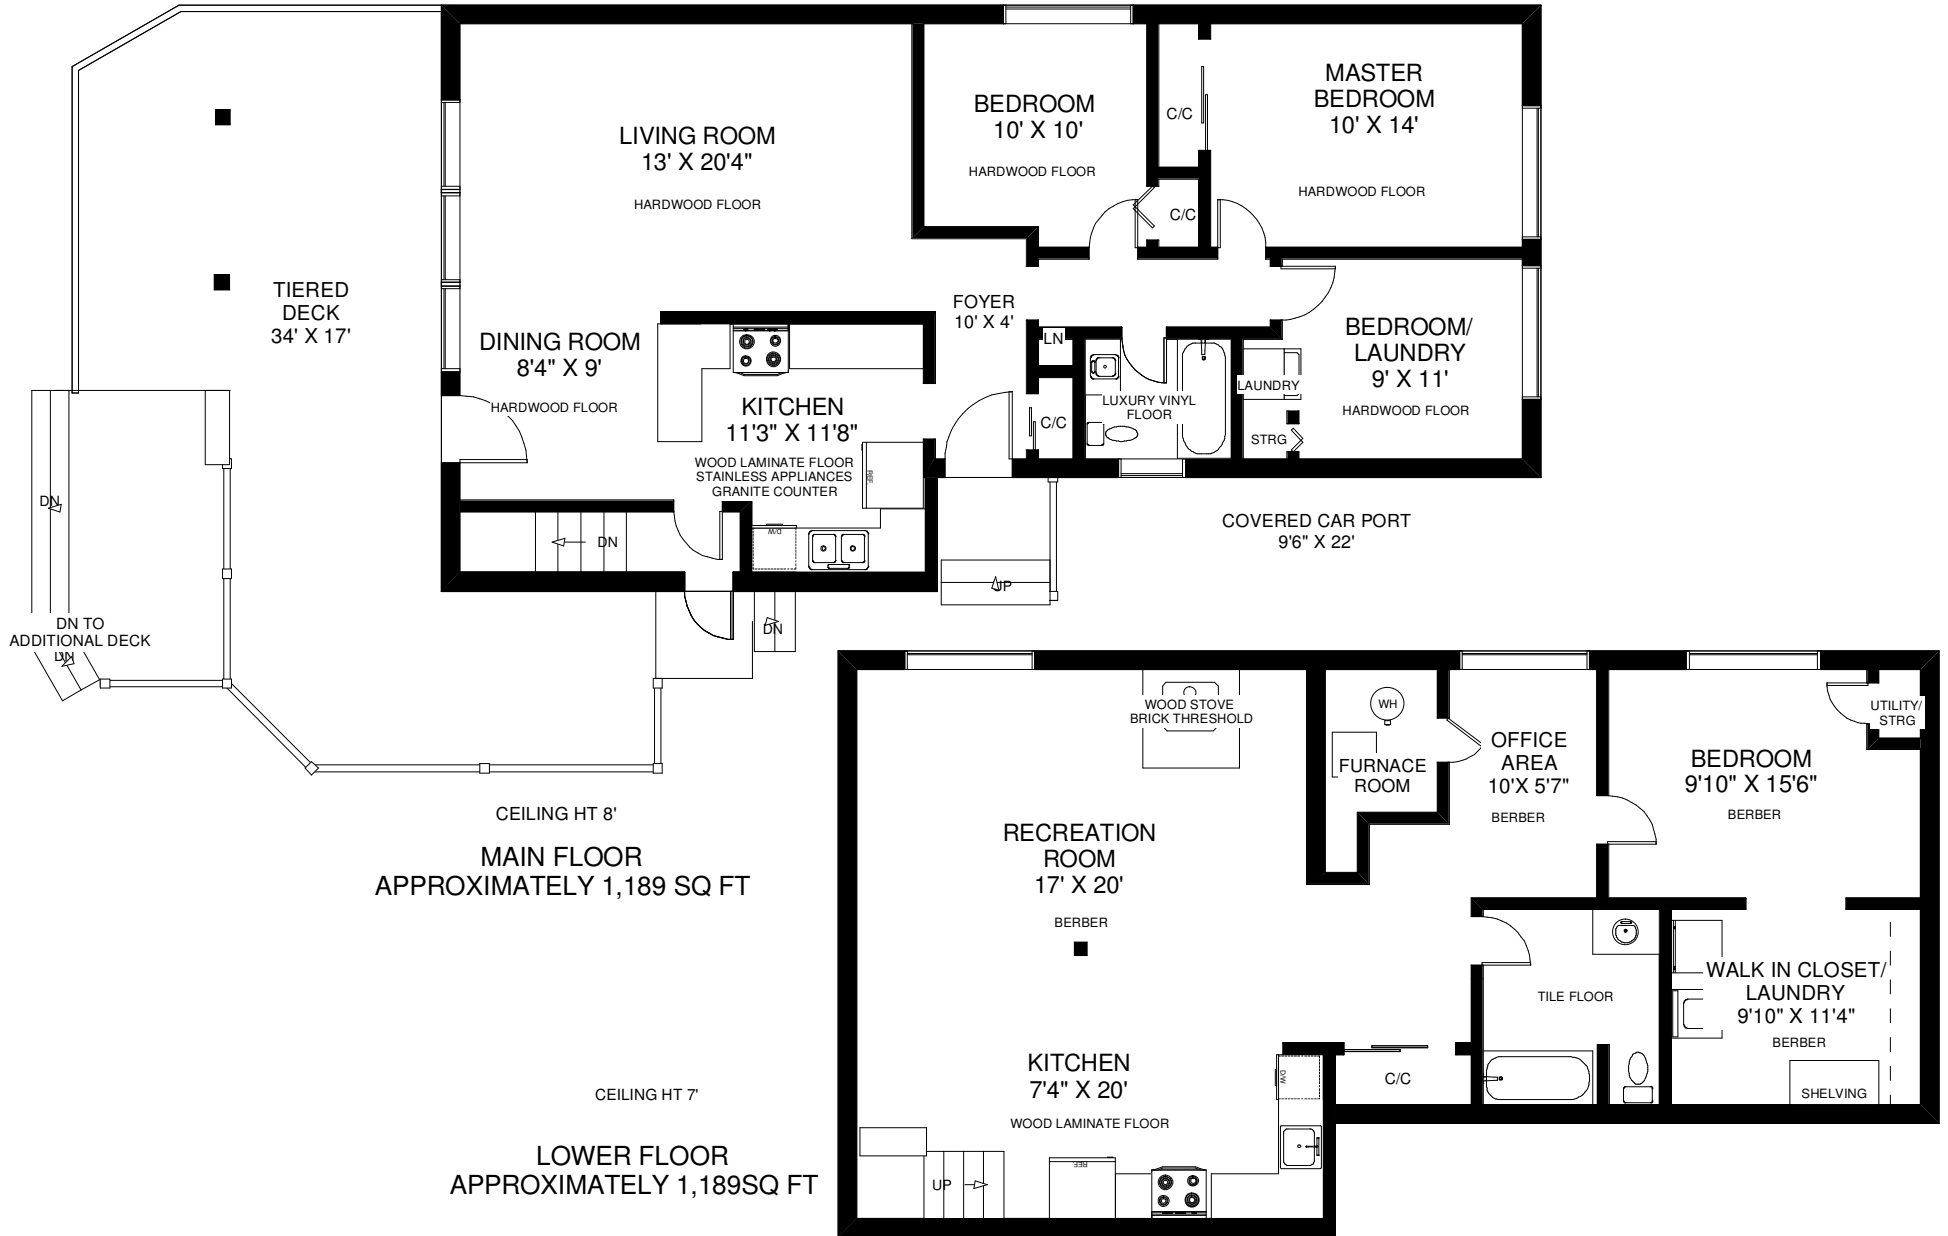 LIVING ROOM
13' X 20'4"
HARDWOOD FLOOR
BEDROOM
10' X 10'
HARDWOOD FLOOR
C/C
C/C
MASTER
BEDROOM
10' X 14'
HARDWOOD FLOOR
TIERED
DECK
34' X 17'
DINING ROOM
8'4" X 9'
HARDWOOD FLOOR
KITCHEN
11'3" X 11'8"
WOOD LAMINATE FLOOR
STAINLESS APPLIANCES
GRANITE COUNTER
REF.
D/W
FOYER
10' X 4'
LN
C/C
LUXURY VINYL
FLOOR
BEDROOM/
LAUNDRY
9' X 11'
HARDWOOD FLOOR
LAUNDRY
STRG
DN
DN
DN
UP
COVERED CAR PORT
9'6" X 22'
DN TO
ADDITIONAL DECK
DN
CEILING HT 8'
MAIN FLOOR
APPROXIMATELY 1,189 SQ FT
WOOD STOVE
BRICK THRESHOLD
WH
FURNACE
ROOM
OFFICE
AREA
10'X 5'7"
BERBER
BEDROOM
9'10" X 15'6"
BERBER
UTILITY/
STRG
RECREATION
ROOM
17' X 20'
BERBER
TILE FLOOR
WALK IN CLOSET/
LAUNDRY
9'10" X 11'4"
BERBER
SHELVING
C/C
KITCHEN
7'4" X 20'
WOOD LAMINATE FLOOR
D/W
REF.
UP
CEILING HT 7'
LOWER FLOOR
APPROXIMATELY 1,189SQ FT